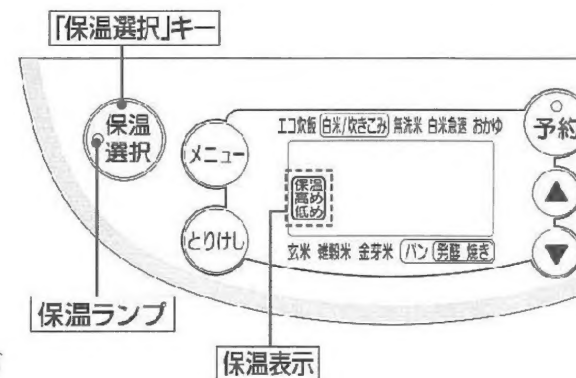 「保温選択」キー
保温
選択
メニュー
とりけし
エコ炊飯 白米/炊きこみ 無洗米 白米急速 おかゆ
保温
高め
低め
玄米 雑穀米 金芽米 パン 発酵 焼き
予約
▲
▼
保温ランプ
保温表示